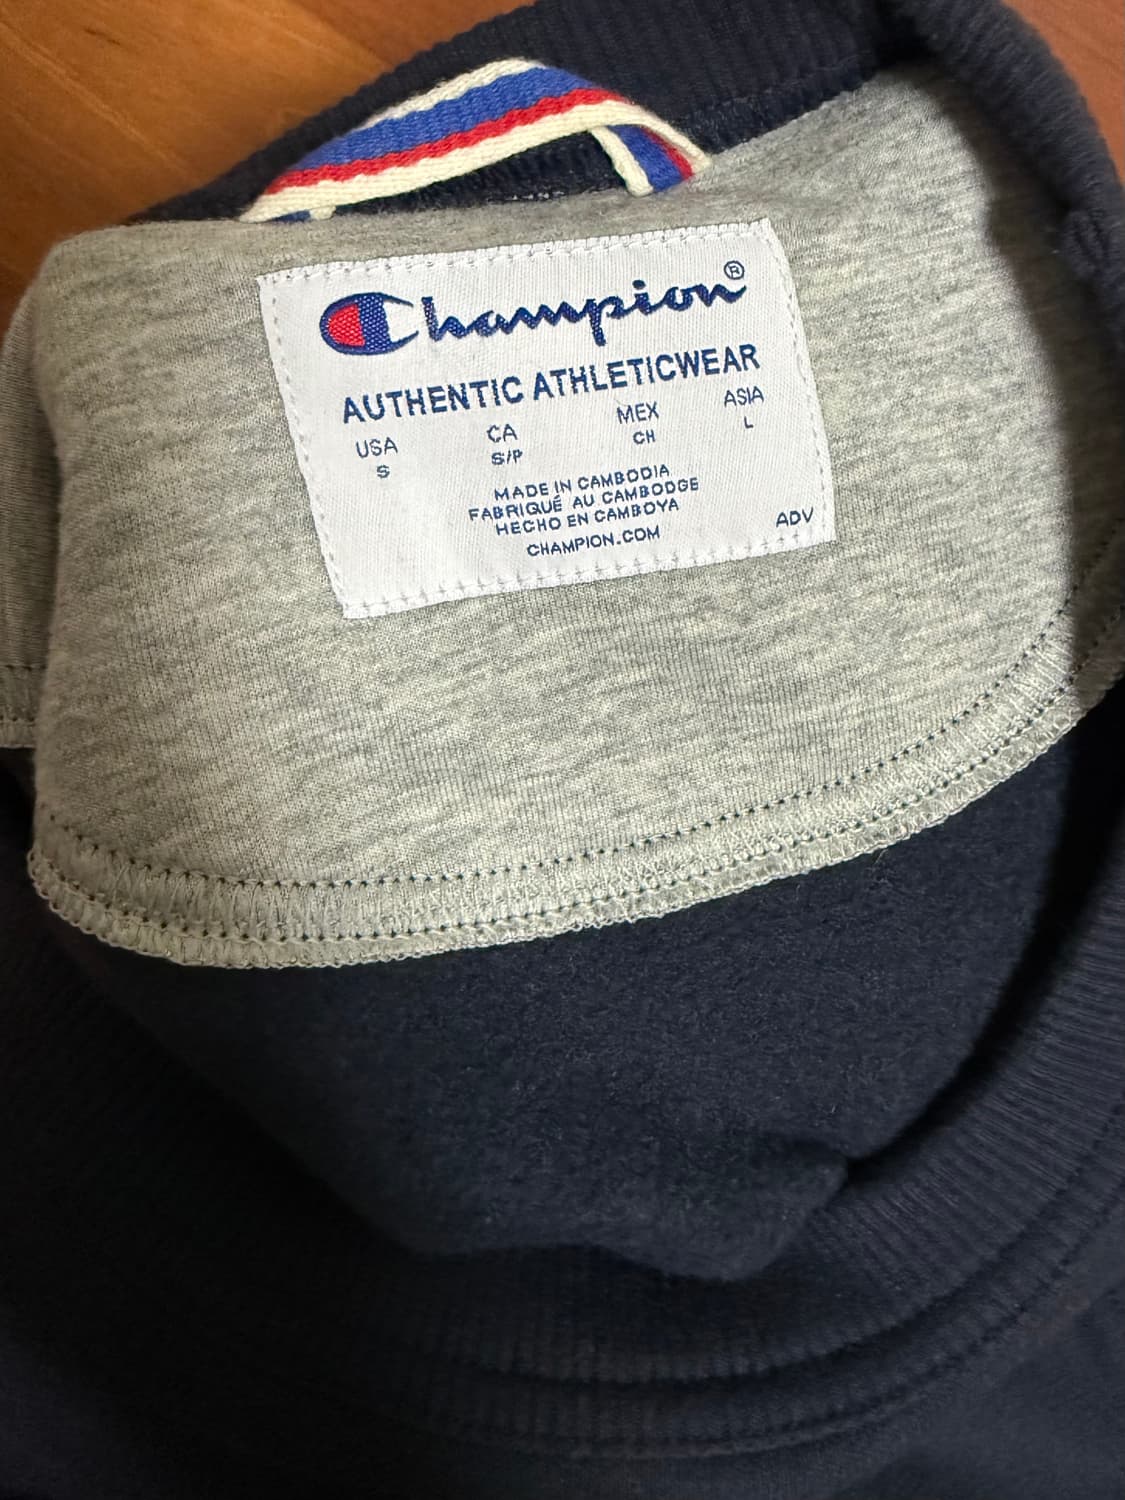 Champion®
AUTHENTIC ATHLETICWEAR
USA CA MEX ASIA
S S/P CH L
MADE IN CAMBODIA
FABRIQUÉ AU CAMBODGE
HECHO EN CAMBOYA
CHAMPION.COM
ADV